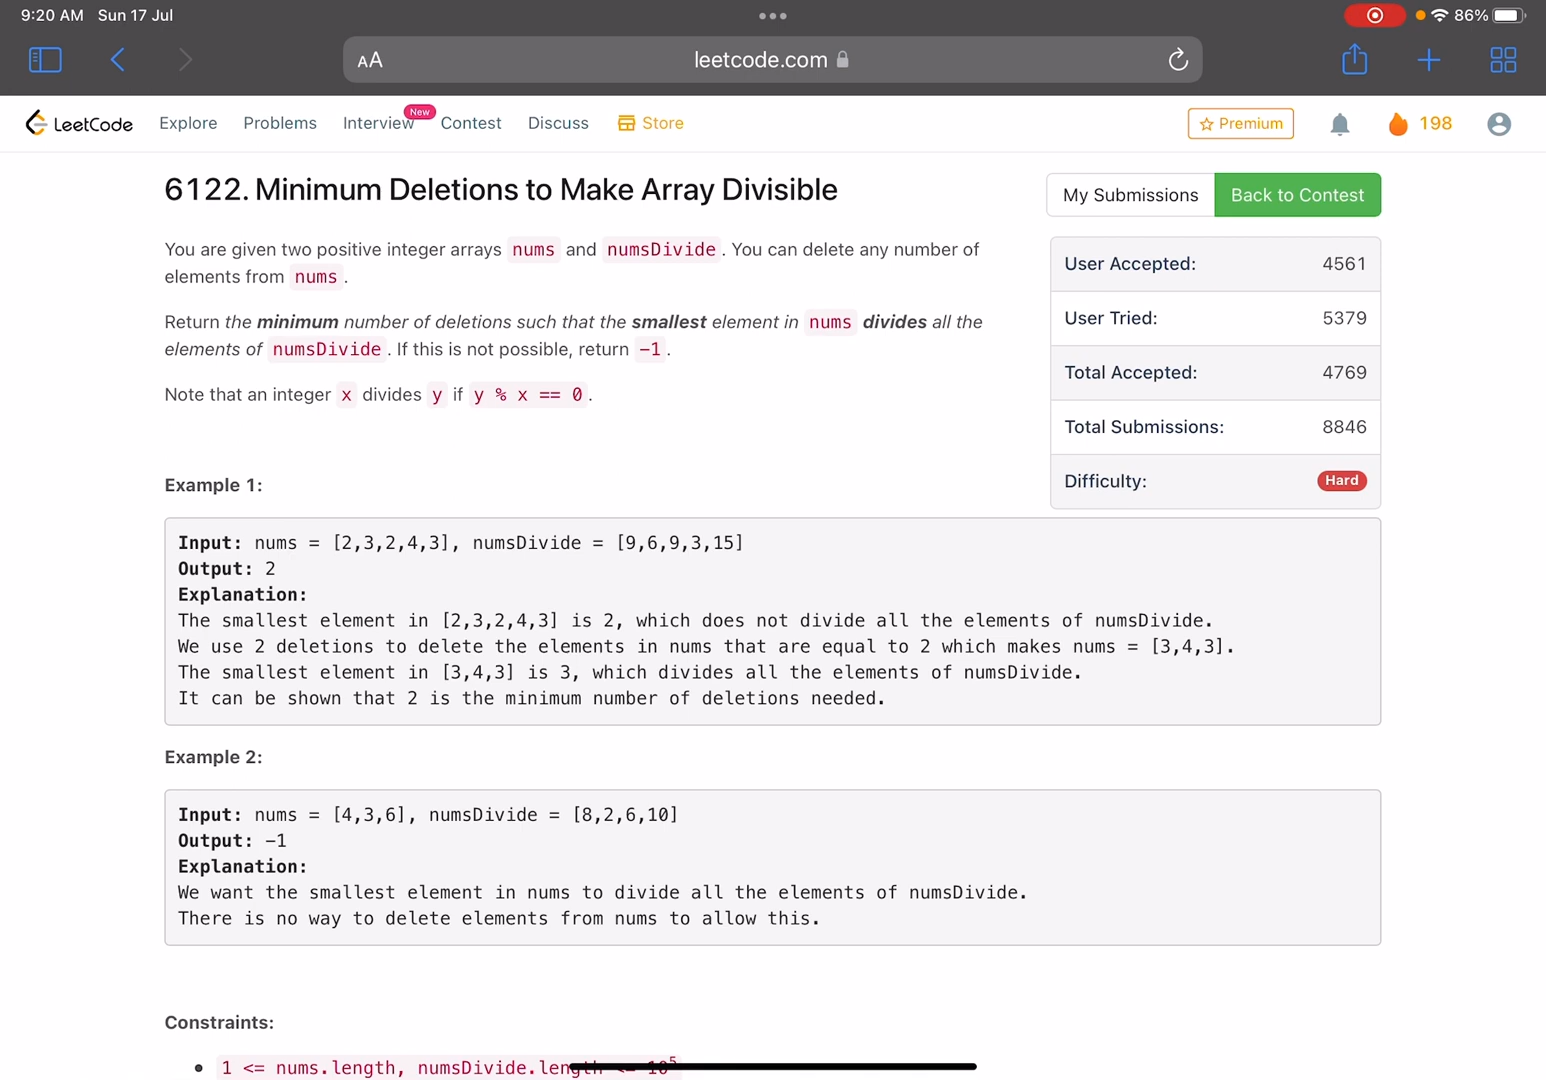 9:20 AM Sun 17 Jul
86%
AA
leetcode.com
LeetCode
Explore
Problems
Interview
New
Contest
Discuss
Store
Premium
198
6122. Minimum Deletions to Make Array Divisible
My Submissions
Back to Contest
You are given two positive integer arrays nums and numsDivide. You can delete any number of
elements from nums.
Return the minimum number of deletions such that the smallest element in nums divides all the
elements of numsDivide. If this is not possible, return -1.
Note that an integer x divides y if y % x == 0.
User Accepted: 4561
User Tried: 5379
Total Accepted: 4769
Total Submissions: 8846
Difficulty: Hard
Example 1:
Input: nums = [2,3,2,4,3], numsDivide = [9,6,9,3,15]
Output: 2
Explanation:
The smallest element in [2,3,2,4,3] is 2, which does not divide all the elements of numsDivide.
We use 2 deletions to delete the elements in nums that are equal to 2 which makes nums = [3,4,3].
The smallest element in [3,4,3] is 3, which divides all the elements of numsDivide.
It can be shown that 2 is the minimum number of deletions needed.
Example 2:
Input: nums = [4,3,6], numsDivide = [8,2,6,10]
Output: -1
Explanation:
We want the smallest element in nums to divide all the elements of numsDivide.
There is no way to delete elements from nums to allow this.
Constraints:
1 <= nums.length, numsDivide.length <= 10⁵